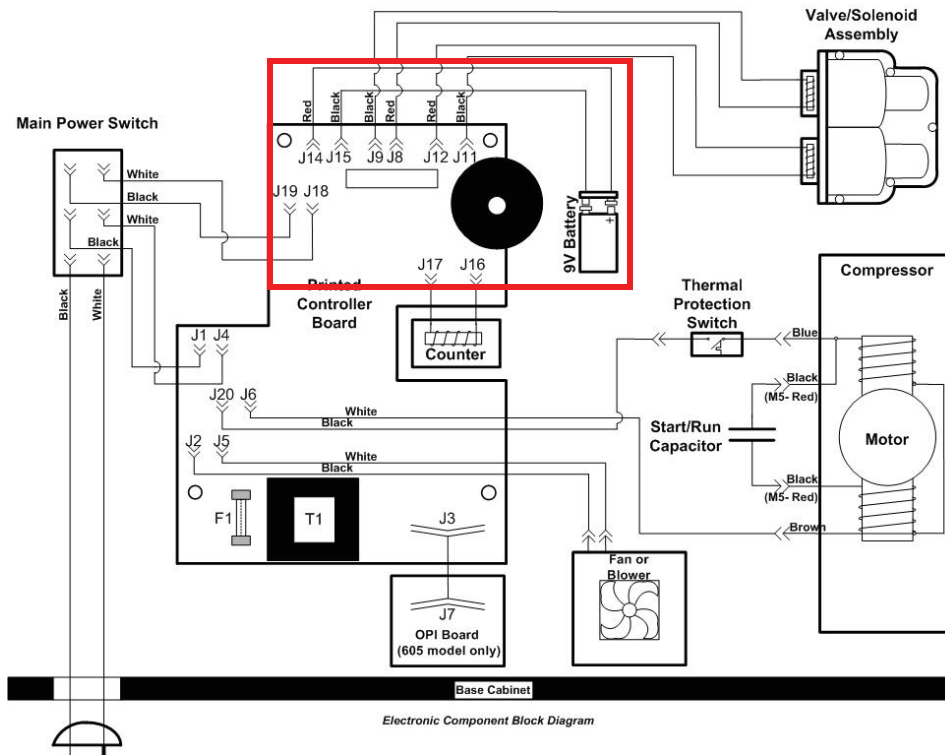 Valve/Solenoid
Assembly
Main Power Switch
Red
Black
Black
Red
Red
Black
J14 J15 J9 J8 J12 J11
White
Black
White
Black
J19 J18
9V Battery
+
Black
White
J17 J16
Printed
Controller
Board
Counter
Thermal
Protection
Switch
Compressor
Blue
Black
(M5- Red)
Start/Run
Capacitor
Motor
Black
(M5- Red)
Brown
J1 J4
J20 J6
White
Black
J2 J5
White
Black
F1
T1
J3
J7
OPI Board
(605 model only)
Fan or
Blower
Base Cabinet
Electronic Component Block Diagram